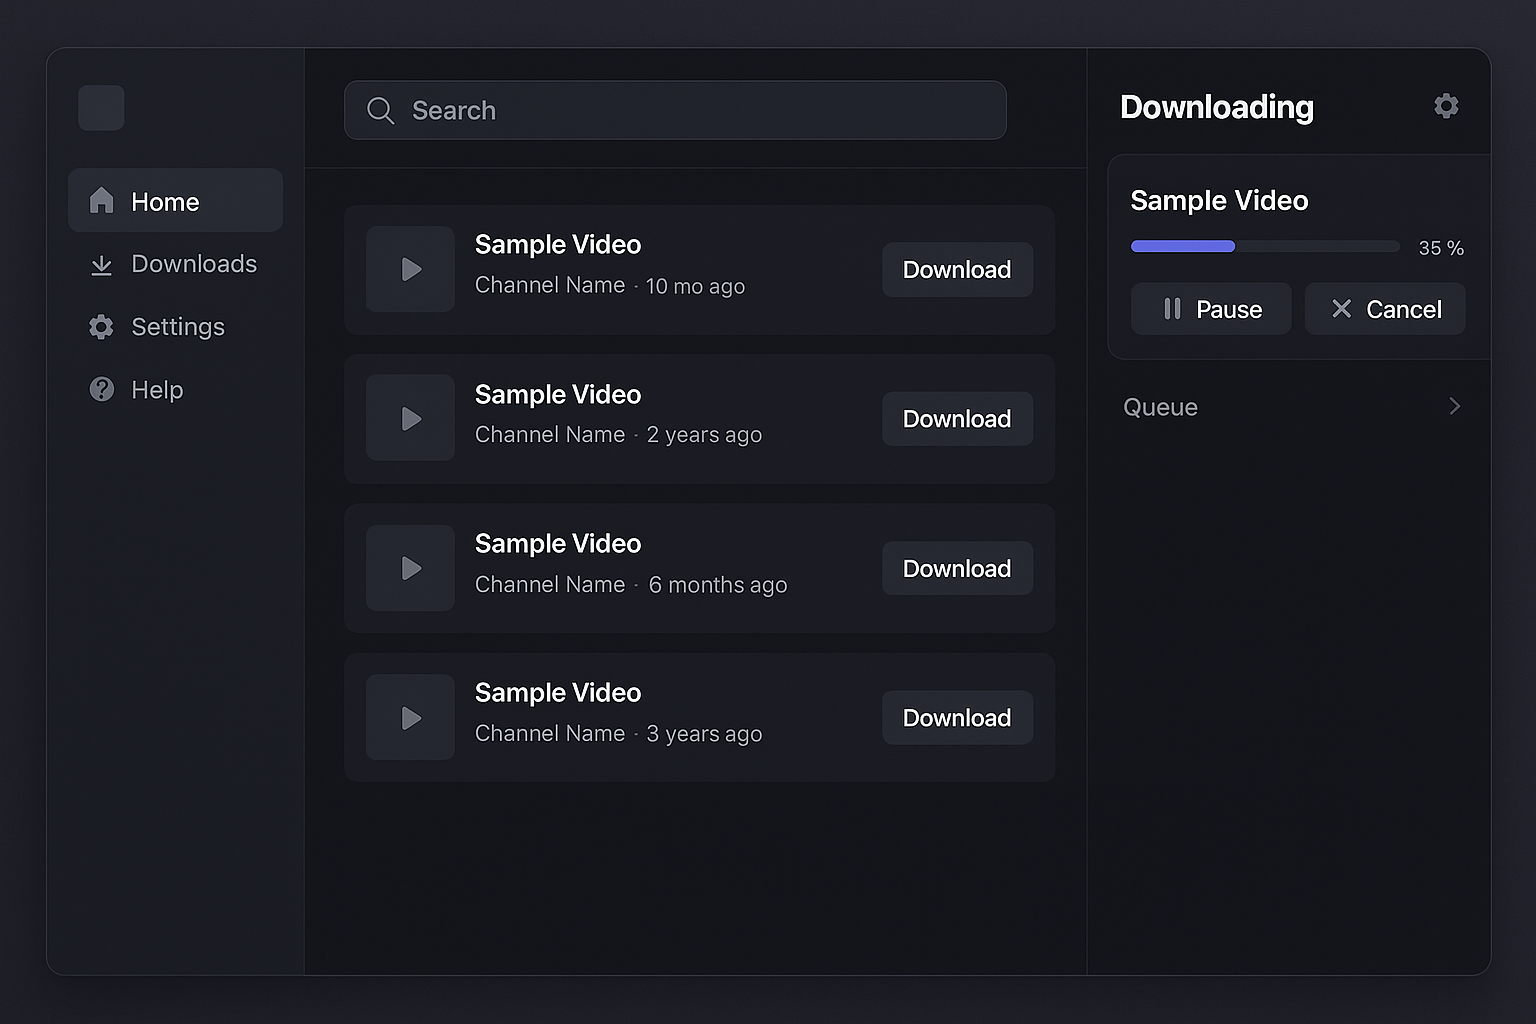 Search
Home
Downloads
Settings
Help
Sample Video
Channel Name · 10 mo ago
Download
Sample Video
Channel Name · 2 years ago
Download
Sample Video
Channel Name · 6 months ago
Download
Sample Video
Channel Name · 3 years ago
Download
Downloading
Sample Video
35 %
Pause
Cancel
Queue